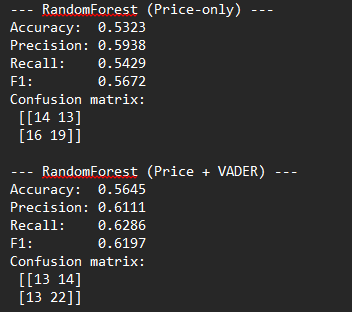 --- RandomForest (Price-only) ---
Accuracy:  0.5323
Precision: 0.5938
Recall:    0.5429
F1:        0.5672
Confusion matrix:
 [[14 13]
 [16 19]]
--- RandomForest (Price + VADER) ---
Accuracy:  0.5645
Precision: 0.6111
Recall:    0.6286
F1:        0.6197
Confusion matrix:
 [[13 14]
 [13 22]]